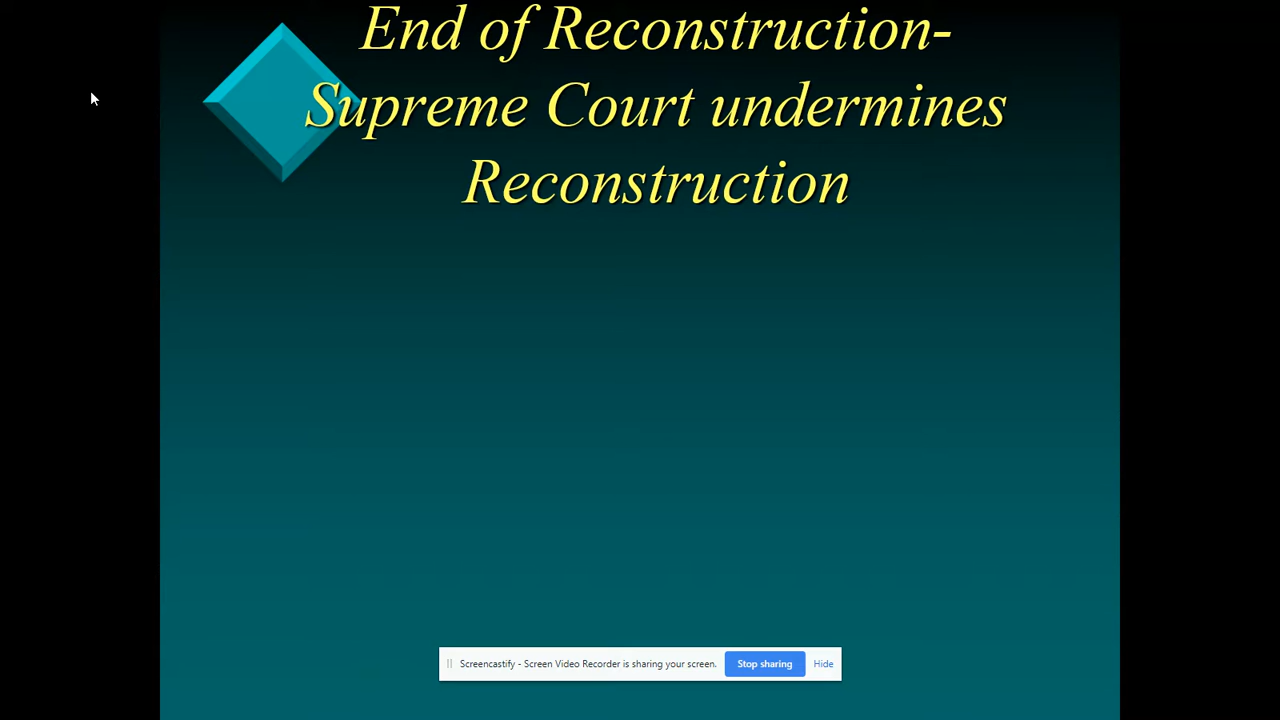 End of Reconstruction-
Supreme Court undermines
Reconstruction
Screencastify - Screen Video Recorder is sharing your screen. Stop sharing Hide